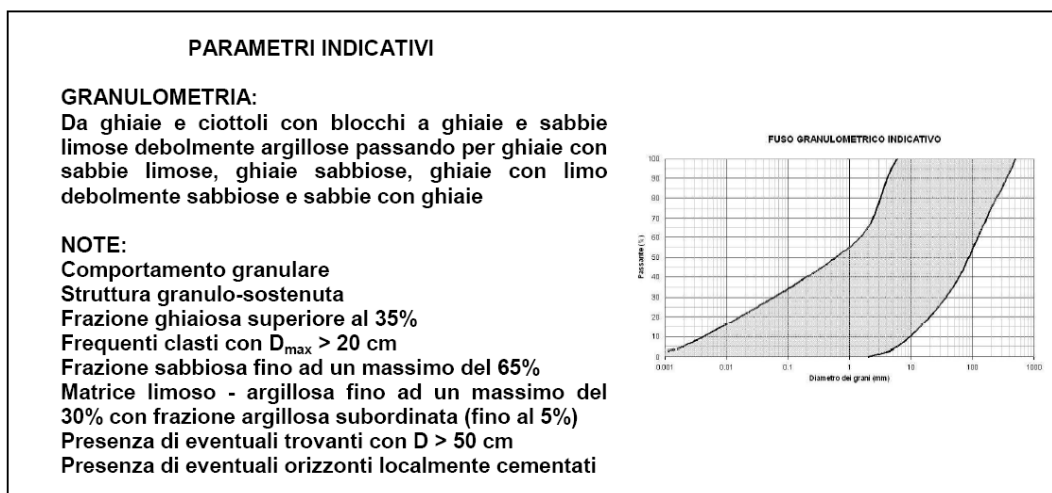 PARAMETRI INDICATIVI
GRANULOMETRIA:
Da ghiaie e ciottoli con blocchi a ghiaie e sabbie
limose debolmente argillose passando per ghiaie con
sabbie limose, ghiaie sabbiose, ghiaie con limo
debolmente sabbiose e sabbie con ghiaie
NOTE:
Comportamento granulare
Struttura granulo-sostenuta
Frazione ghiaiosa superiore al 35%
Frequenti clasti con Dmax > 20 cm
Frazione sabbiosa fino ad un massimo del 65%
Matrice limoso - argillosa fino ad un massimo del
30% con frazione argillosa subordinata (fino al 5%)
Presenza di eventuali trovanti con D > 50 cm
Presenza di eventuali orizzonti localmente cementati
FUSO GRANULOMETRICO INDICATIVO
Passante (%)
100
90
80
70
60
50
40
30
20
10
0
0.001 0.01 0.1 1 10 100 1000
Diametro dei grani (mm)